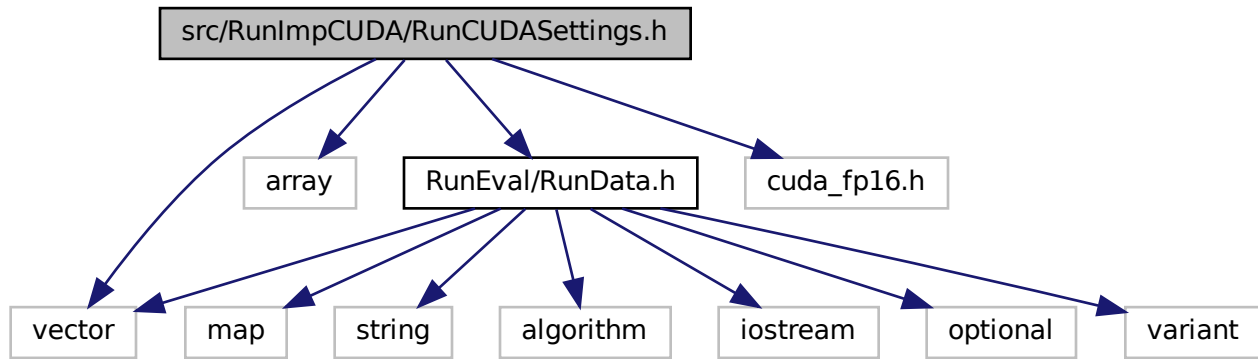 src/RunImpCUDA/RunCUDASettings.h
array
RunEval/RunData.h
cuda_fp16.h
vector
map
string
algorithm
iostream
optional
variant